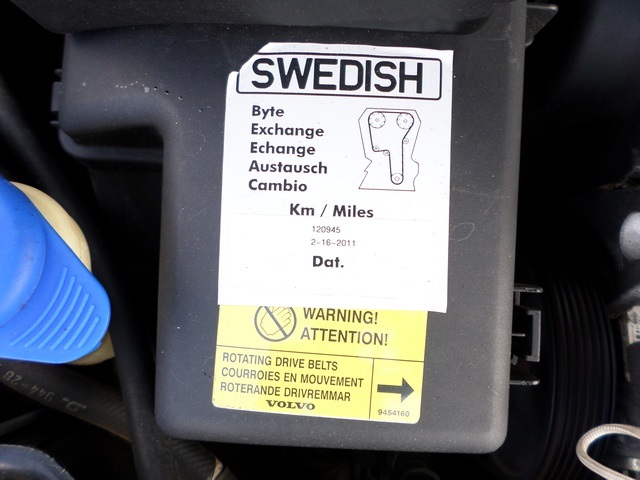 SWEDISH
Byte
Exchange
Echange
Austausch
Cambio
Km / Miles
120945
2-16-2011
Dat.
WARNING!
ATTENTION!
ROTATING DRIVE BELTS
COURROIES EN MOUVEMENT
ROTERANDE DRIVREMMAR
VOLVO
9454160